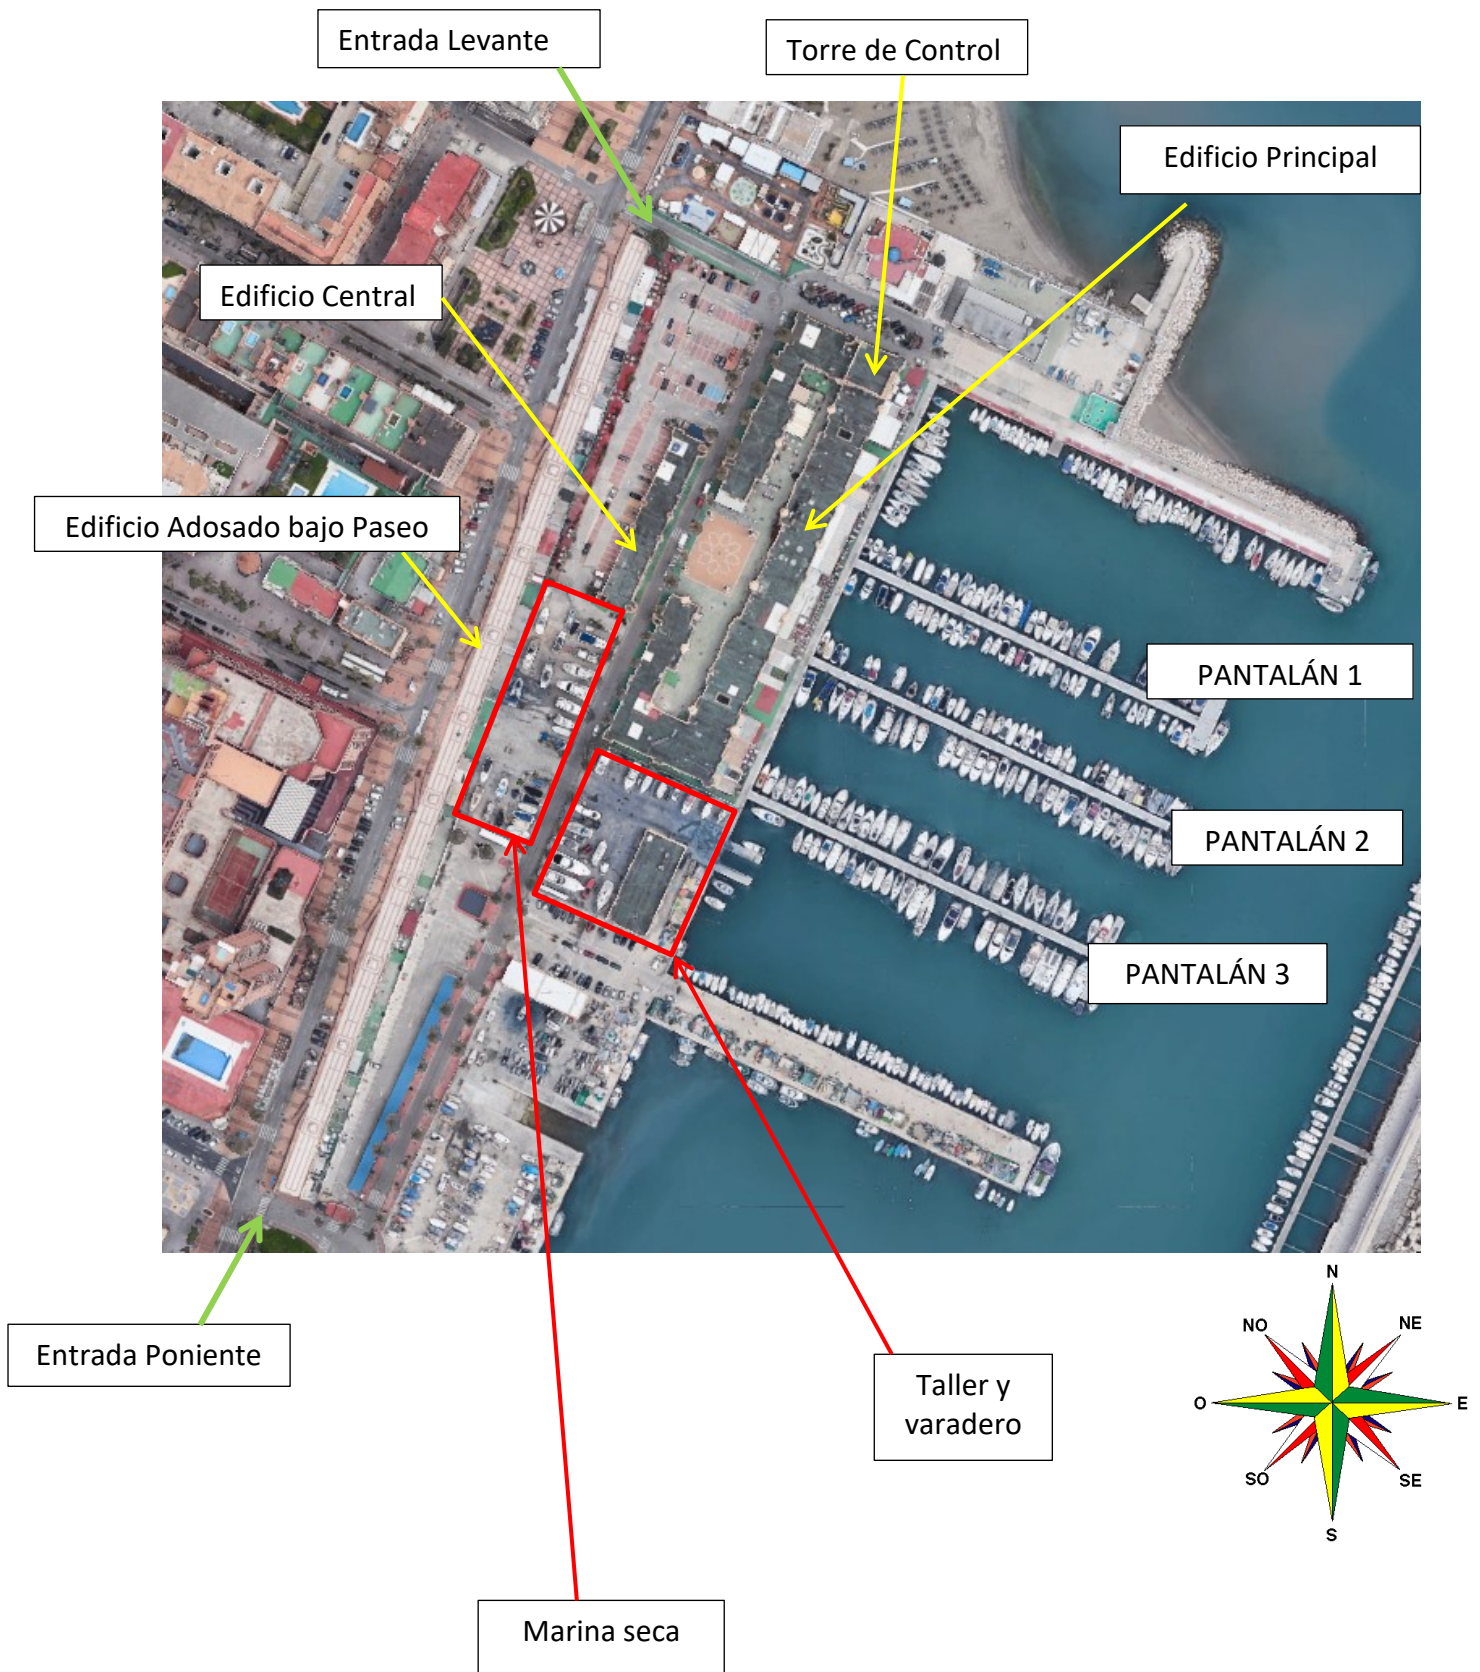 Entrada Levante
Torre de Control
Edificio Principal
Edificio Central
Edificio Adosado bajo Paseo
PANTALÁN 1
PANTALÁN 2
PANTALÁN 3
N
NO
NE
O
E
SO
SE
S
Entrada Poniente
Taller y
varadero
Marina seca